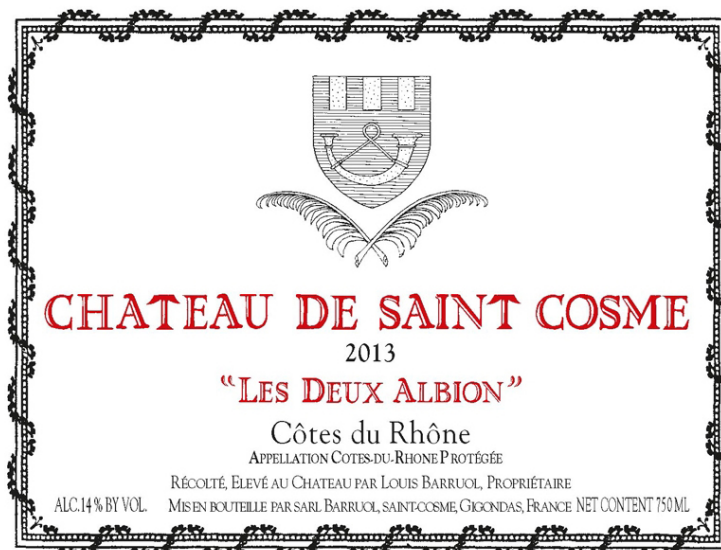 CHATEAU DE SAINT COSME
2013
“LES DEUX ALBION”
Côtes du Rhône
APPELLATION COTES-DU-RHONE PROTÉGÉE
RÉCOLTÉ, ELEVÉ AU CHATEAU PAR LOUIS BARRUOL, PROPRIÉTAIRE
ALC.14 % BY VOL. MIS EN BOUTEILLE PAR SARL BARRUOL, SAINT-COSME, GIGONDAS, FRANCE NET CONTENT 750 ML